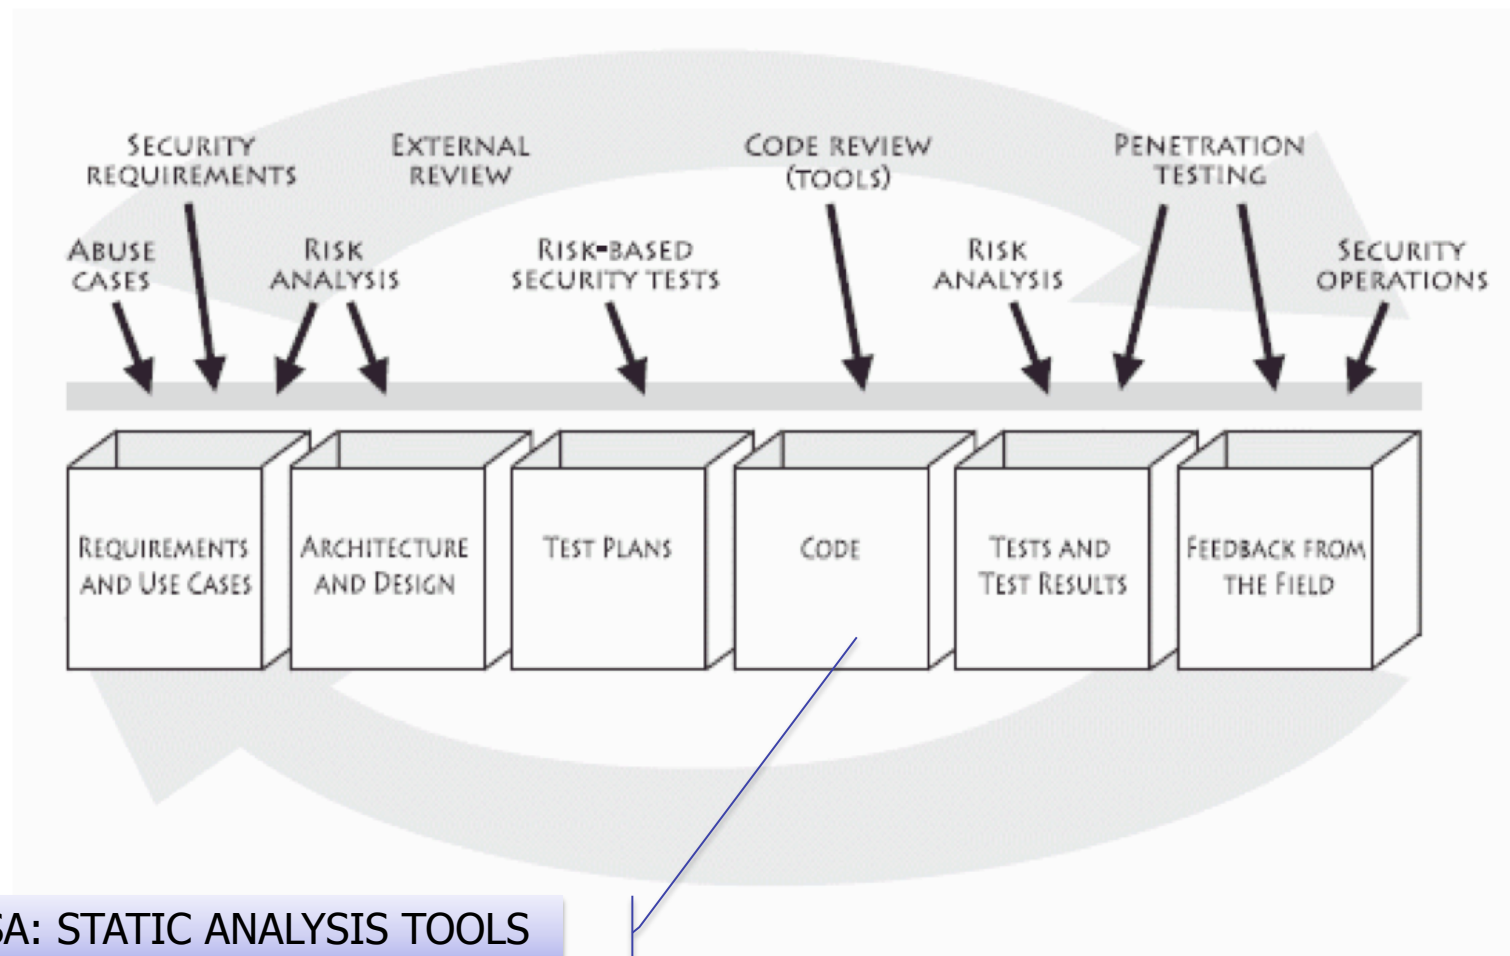 SECURITY
REQUIREMENTS
EXTERNAL
REVIEW
CODE REVIEW
(TOOLS)
PENETRATION
TESTING
ABUSE
CASES
RISK
ANALYSIS
RISK-BASED
SECURITY TESTS
RISK
ANALYSIS
SECURITY
OPERATIONS
REQUIREMENTS
AND USE CASES
ARCHITECTURE
AND DESIGN
TEST PLANS
CODE
TESTS AND
TEST RESULTS
FEEDBACK FROM
THE FIELD
SA: STATIC ANALYSIS TOOLS